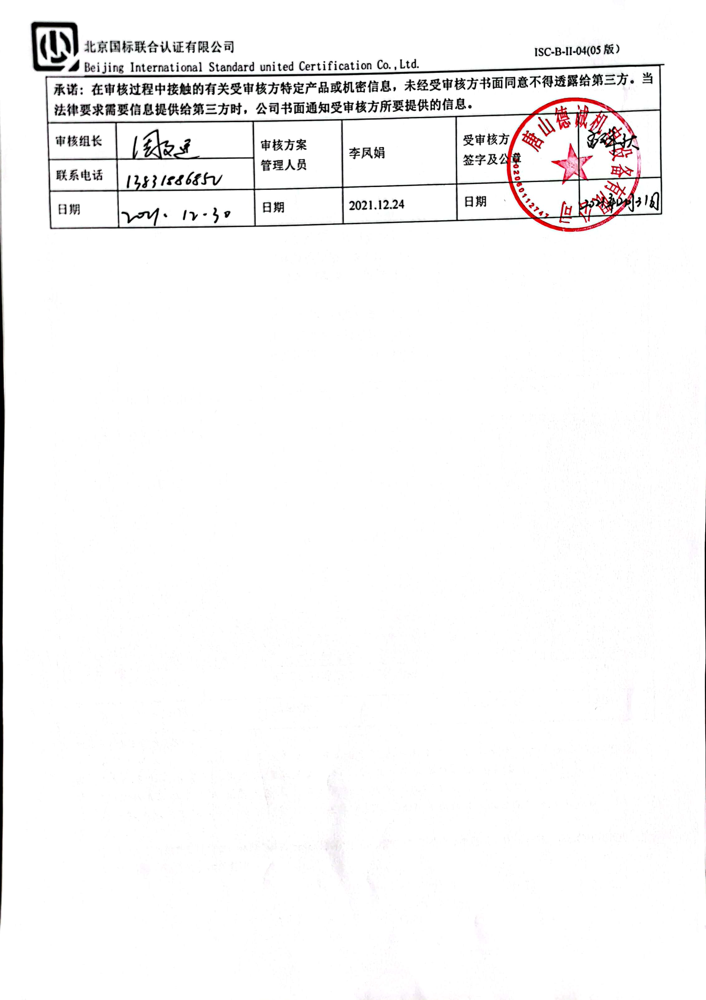 北京国标联合认证有限公司
ISC-B-II-04(05 版)
Beijing International Standard united Certification Co.,Ltd.
承诺：在审核过程中接触的有关受审核方特定产品或机密信息，未经受审核方书面同意不得透露给第三方。当
法律要求需要信息提供给第三方时，公司书面通知受审核方所要提供的信息。
审核组长
联系电话
13831886852
日期
2021. 12.30
审核方案
管理人员
李凤娟
日期
2021.12.24
受审核方
签字及公章
日期
2021年12月31日
唐山德诚机电设备有限公司